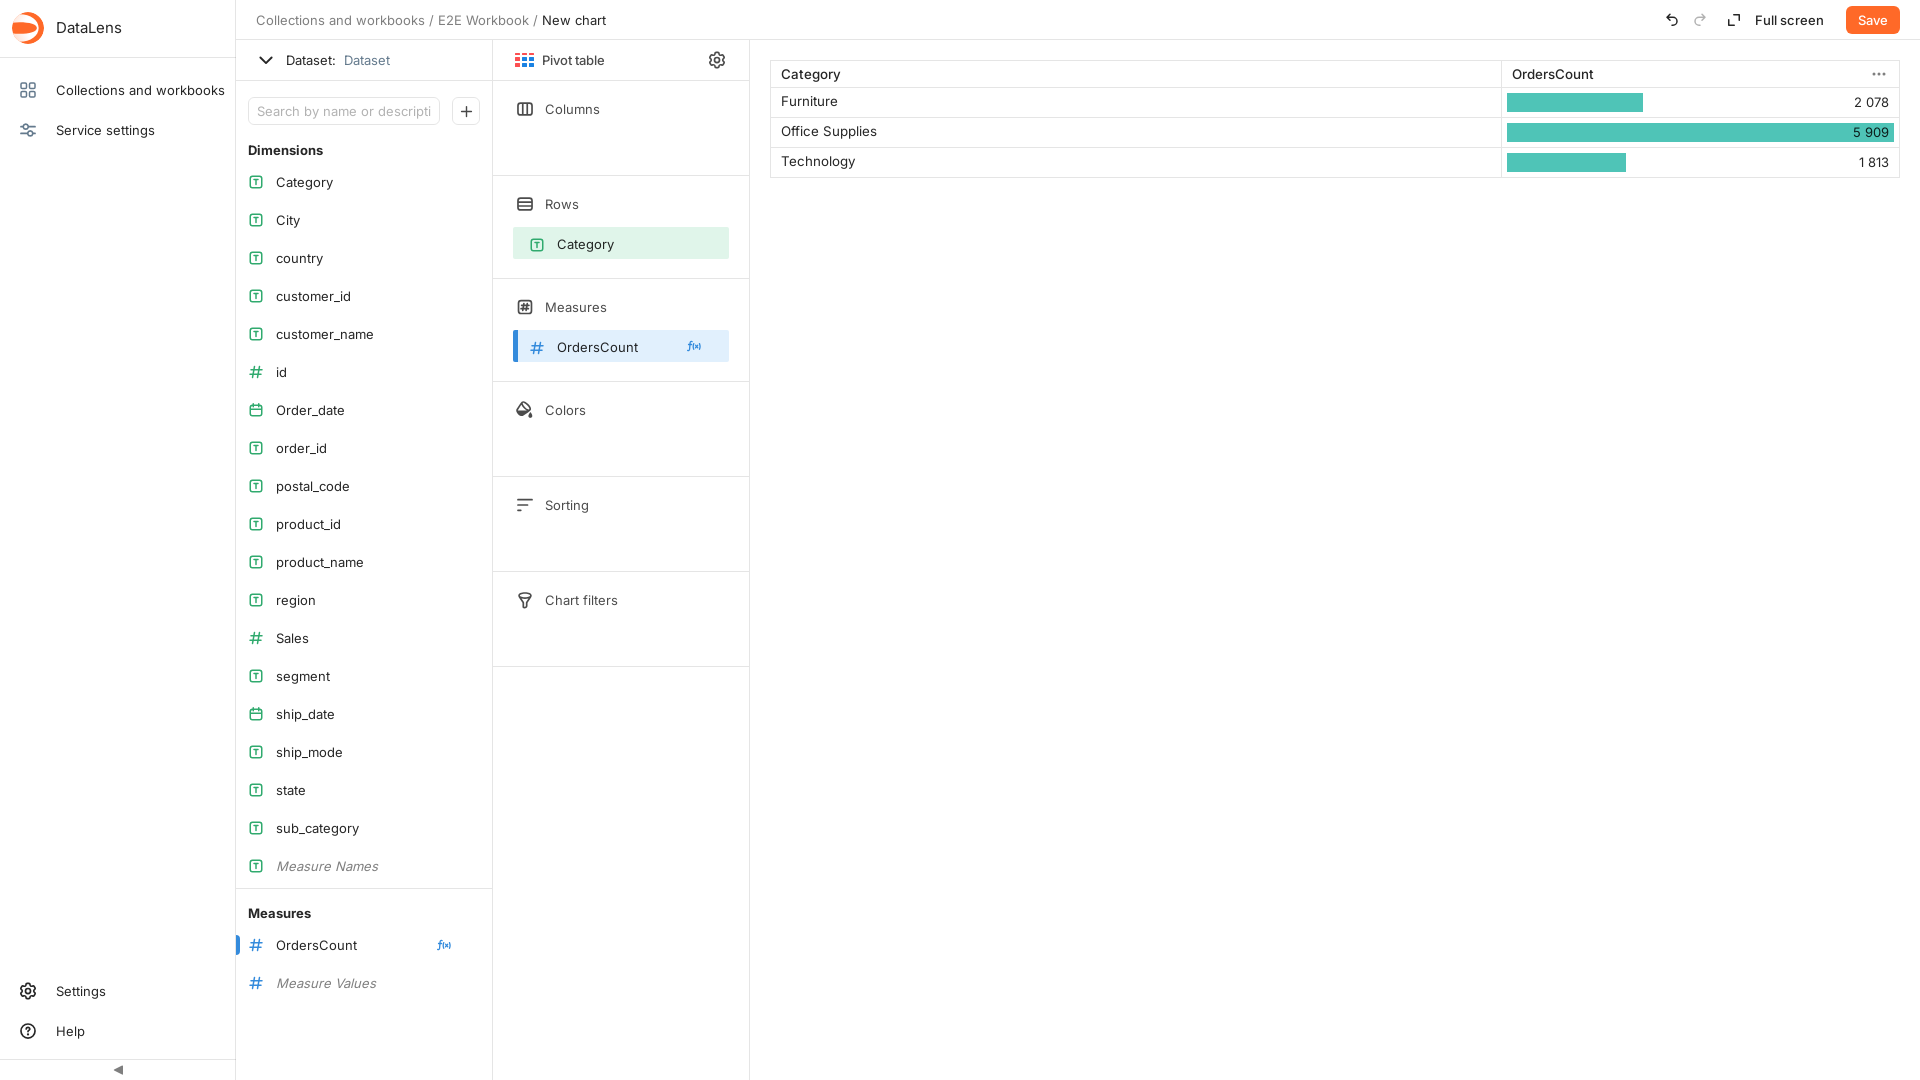 DataLens
Collections and workbooks
Service settings
Settings
Help
Collections and workbooks / E2E Workbook / New chart
Full screen
Save
Dataset: Dataset
Search by name or descripti
Dimensions
Category
City
country
customer_id
customer_name
id
Order_date
order_id
postal_code
product_id
product_name
region
Sales
segment
ship_date
ship_mode
state
sub_category
Measure Names
Measures
OrdersCount f(x)
Measure Values
Pivot table
Columns
Rows
Category
Measures
OrdersCount f(x)
Colors
Sorting
Chart filters
Category OrdersCount
Furniture 2 078
Office Supplies 5 909
Technology 1 813